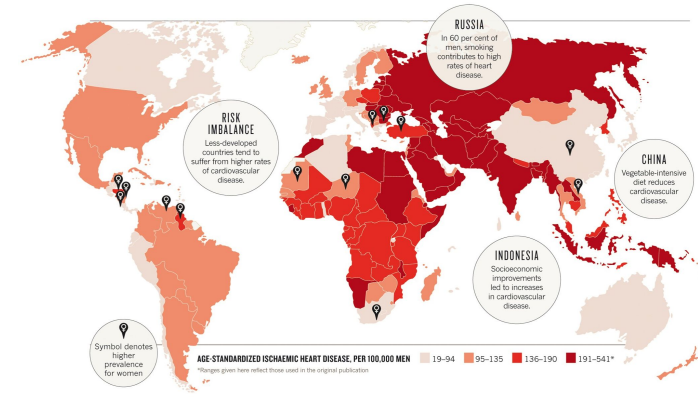 RUSSIA
In 60 per cent of
men, smoking
contributes to high
rates of heart
disease.
RISK
IMBALANCE
Less-developed
countries tend to
suffer from higher rates
of cardiovascular
disease.
CHINA
Vegetable-intensive
diet reduces
cardiovascular
disease.
INDONESIA
Socioeconomic
improvements
led to increases
in cardiovascular
disease.
Symbol denotes
higher
prevalence
for women
AGE-STANDARDIZED ISCHAEMIC HEART DISEASE, PER 100,000 MEN
19–94
95–135
136–190
191–541*
*Ranges given here reflect those used in the original publication